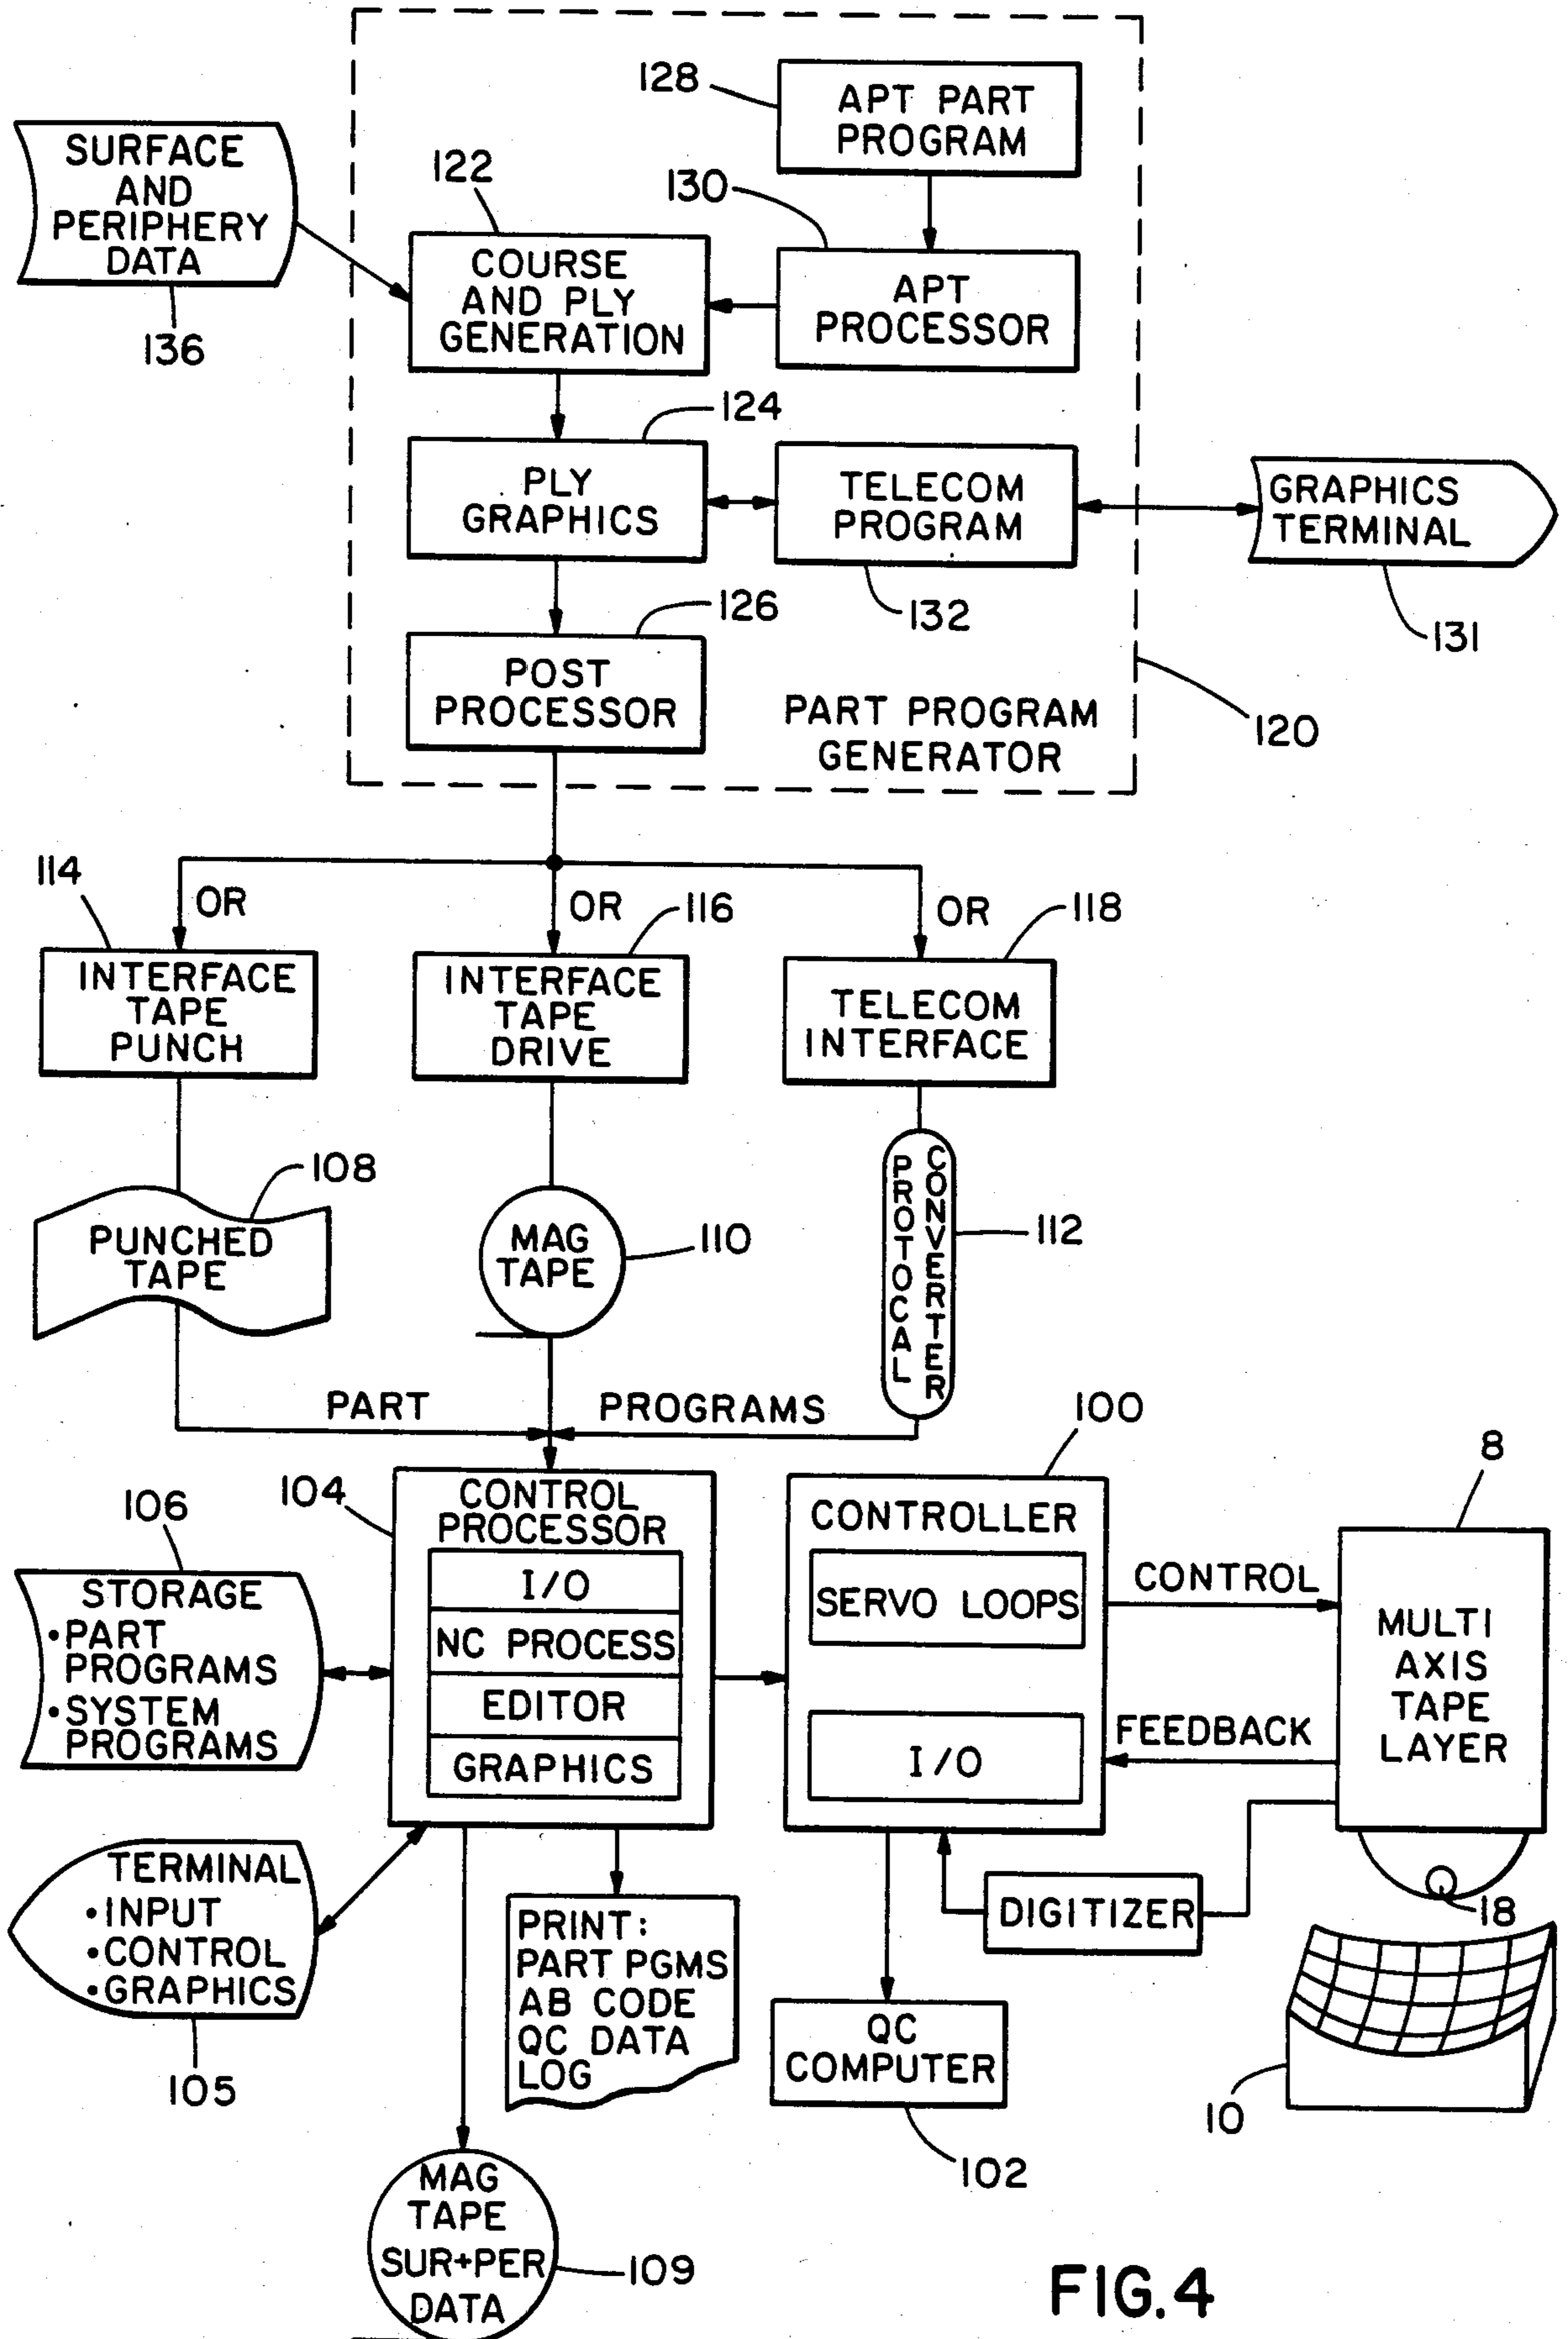 128
APT PART
PROGRAM
SURFACE
AND
PERIPHERY
DATA
136
122
130
COURSE
AND PLY
GENERATION
APT
PROCESSOR
124
PLY
GRAPHICS
TELECOM
PROGRAM
132
GRAPHICS
TERMINAL
131
126
POST
PROCESSOR
PART PROGRAM
GENERATOR
120
114
OR
OR
116
OR
118
INTERFACE
TAPE
PUNCH
INTERFACE
TAPE
DRIVE
TELECOM
INTERFACE
108
PUNCHED
TAPE
MAG
TAPE
110
PROTOCAL
CONVERTER
112
PART
PROGRAMS
100
8
106
104
CONTROL
PROCESSOR
I/O
NC PROCESS
EDITOR
GRAPHICS
STORAGE
•PART
PROGRAMS
•SYSTEM
PROGRAMS
CONTROLLER
SERVO LOOPS
I/O
CONTROL
FEEDBACK
MULTI
AXIS
TAPE
LAYER
18
10
TERMINAL
•INPUT
•CONTROL
•GRAPHICS
105
PRINT:
PART PGMS
AB CODE
QC DATA
LOG
DIGITIZER
QC
COMPUTER
102
MAG
TAPE
SUR+PER
DATA
109
FIG.4